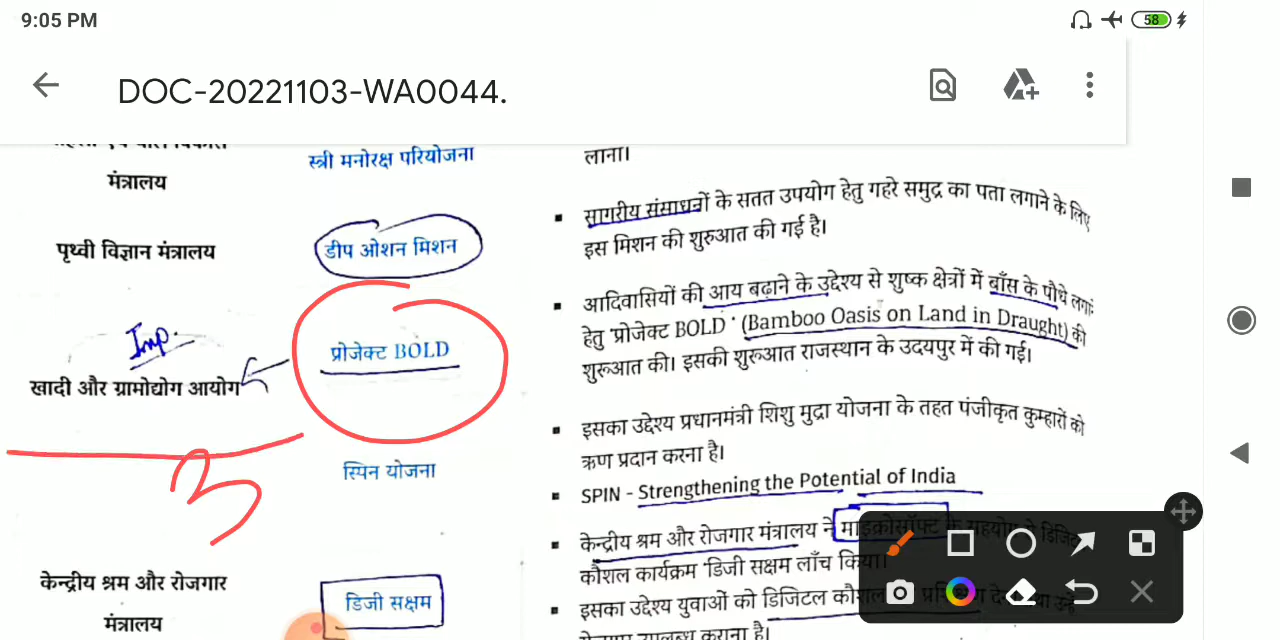 9:05 PM
58
DOC-20221103-WA0044.
मंत्रालय
स्त्री मनोरक्ष परियोजना
लाना।
पृथ्वी विज्ञान मंत्रालय
डीप ओशन मिशन
सागरीय संसाधनों के सतत उपयोग हेतु गहरे समुद्र का पता लगाने के लिए
इस मिशन की शुरुआत की गई है।
Imp.
खादी और ग्रामोद्योग आयोग
प्रोजेक्ट BOLD
आदिवासियों की आय बढ़ाने के उद्देश्य से शुष्क क्षेत्रों में बाँस के पौधे
हेतु 'प्रोजेक्ट BOLD ' (Bamboo Oasis on Land in Draught) की
शुरुआत की। इसकी शुरुआत राजस्थान के उदयपुर में की गई।
3
स्पिन योजना
इसका उद्देश्य प्रधानमंत्री शिशु मुद्रा योजना के तहत पंजीकृत कुम्हारों को
ऋण प्रदान करना है।
SPIN - Strengthening the Potential of India
केन्द्रीय श्रम और रोजगार
मंत्रालय
डिजी सक्षम
केन्द्रीय श्रम और रोजगार मंत्रालय ने माइक्रोसॉफ्ट के
कौशल कार्यक्रम 'डिजी सक्षम लाँच किया।
इसका उद्देश्य युवाओं को डिजिटल कौशल